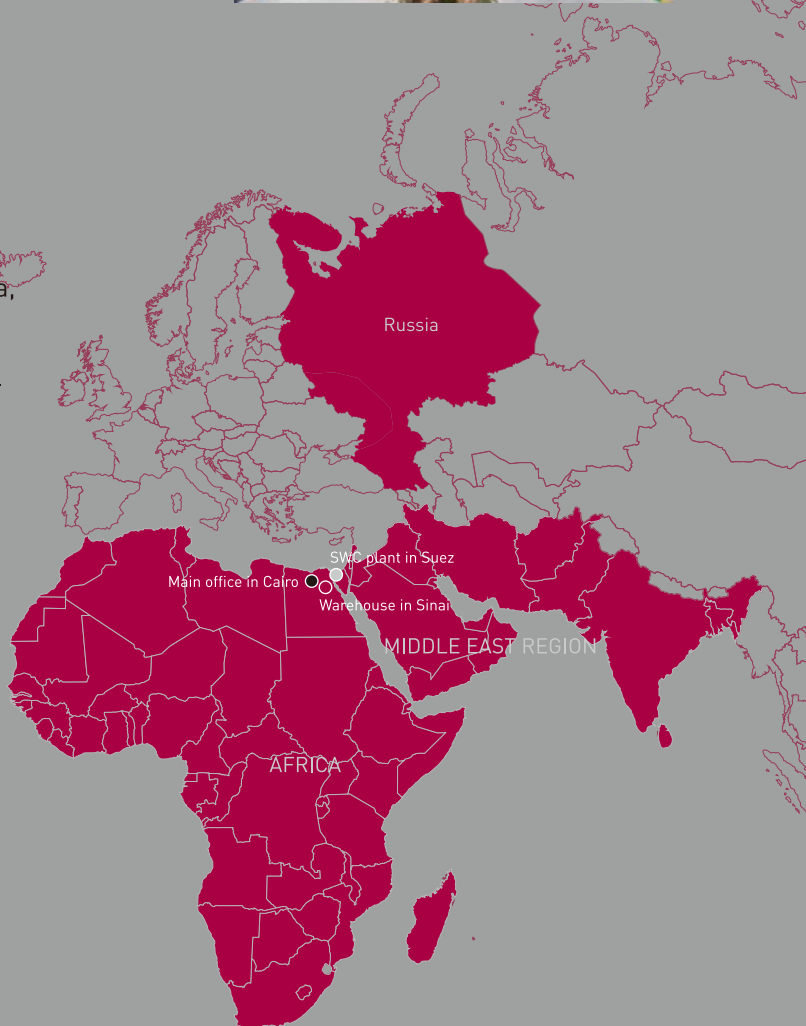 a,
Russia
SWC plant in Suez
Main office in Cairo
Warehouse in Sinai
MIDDLE EAST REGION
AFRICA